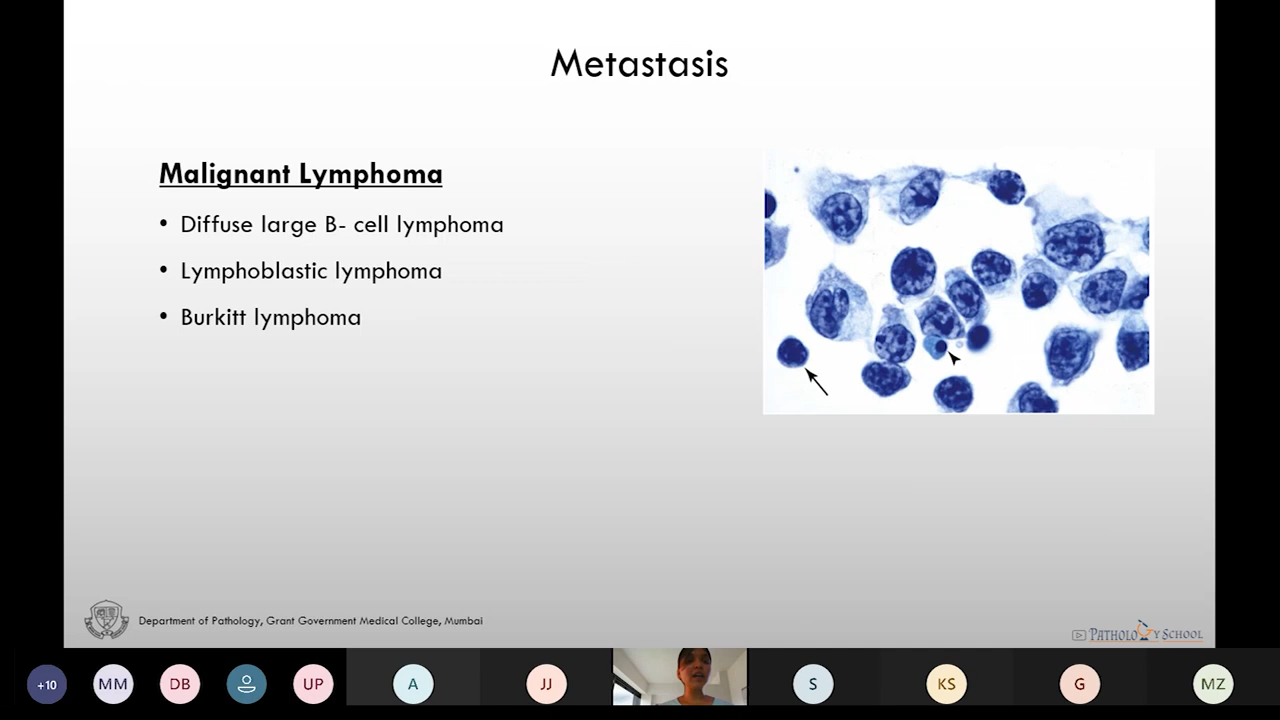 Metastasis
Malignant Lymphoma
• Diffuse large B- cell lymphoma
• Lymphoblastic lymphoma
• Burkitt lymphoma
Department of Pathology, Grant Government Medical College, Mumbai
PATHOLOGY SCHOOL
+10
MM
DB
UP
A
JJ
S
KS
G
MZ